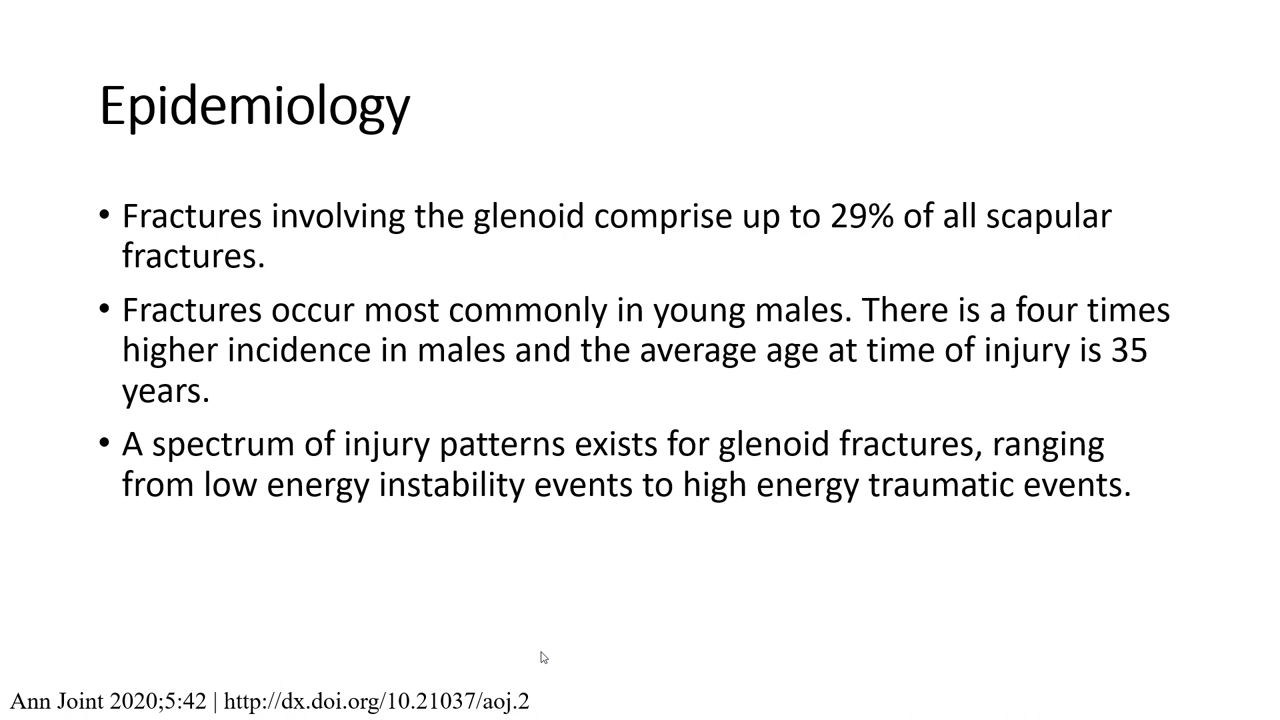 Epidemiology
• Fractures involving the glenoid comprise up to 29% of all scapular
fractures.
• Fractures occur most commonly in young males. There is a four times
higher incidence in males and the average age at time of injury is 35
years.
• A spectrum of injury patterns exists for glenoid fractures, ranging
from low energy instability events to high energy traumatic events.
Ann Joint 2020;5:42 | http://dx.doi.org/10.21037/aoj.2